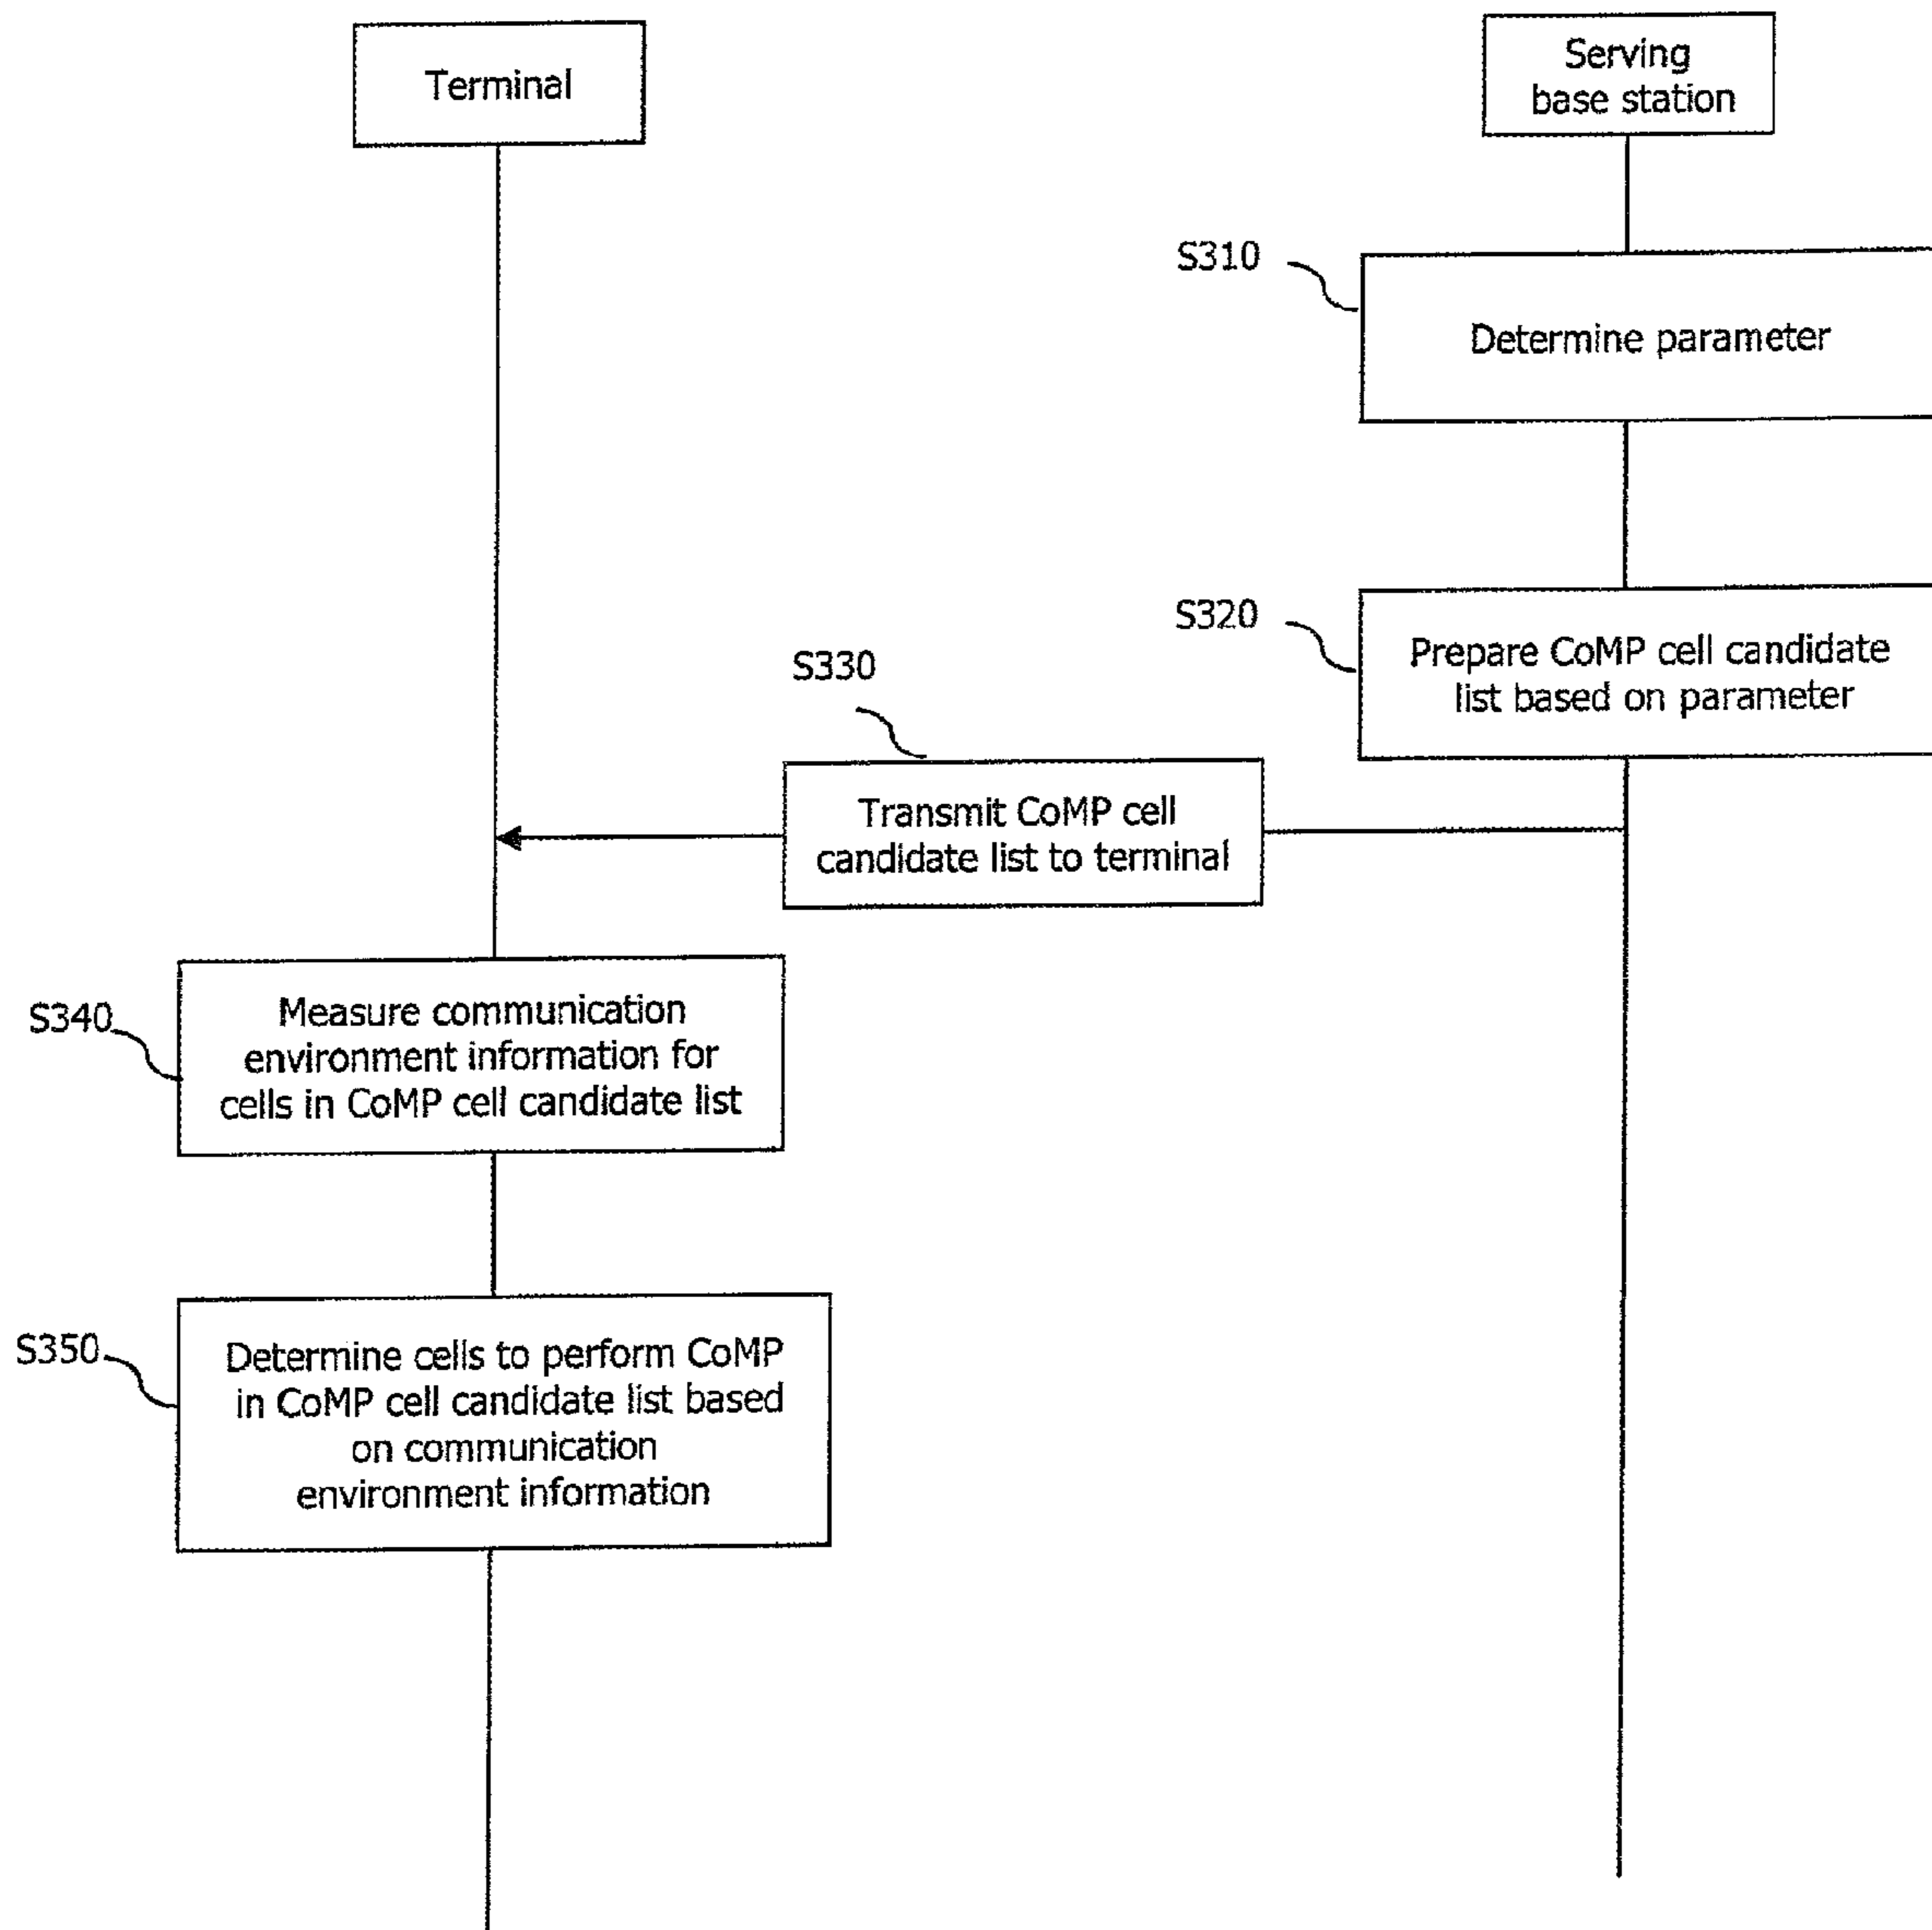 Terminal
Serving
base station
S310
Determine parameter
S320
Prepare CoMP cell candidate
list based on parameter
S330
Transmit CoMP cell
candidate list to terminal
S340
Measure communication
environment information for
cells in CoMP cell candidate list
S350
Determine cells to perform CoMP
in CoMP cell candidate list based
on communication
environment information